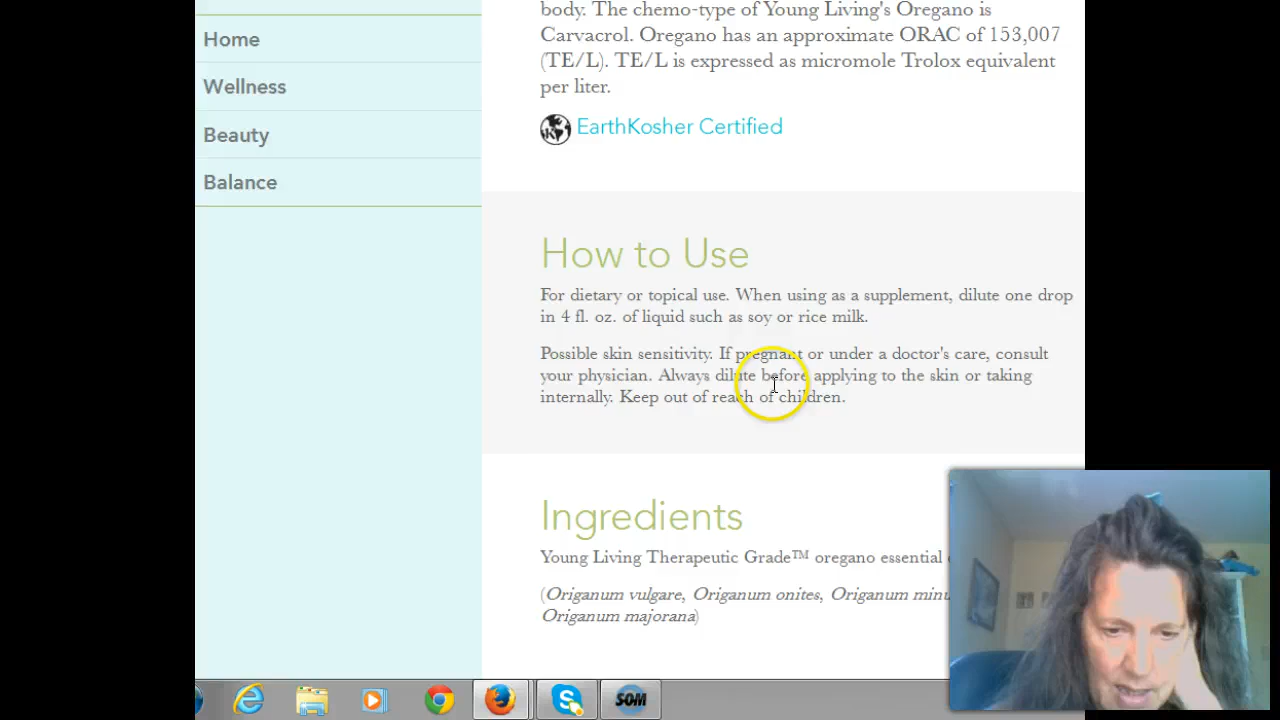 body. The chemo-type of Young Living's Oregano is
Carvacrol. Oregano has an approximate ORAC of 153,007
(TE/L). TE/L is expressed as micromole Trolox equivalent
per liter.
EarthKosher Certified
Home
Wellness
Beauty
Balance
How to Use
For dietary or topical use. When using as a supplement, dilute one drop
in 4 fl. oz. of liquid such as soy or rice milk.
Possible skin sensitivity. If pregnant or under a doctor's care, consult
your physician. Always dilute before applying to the skin or taking
internally. Keep out of reach of children.
Ingredients
Young Living Therapeutic Grade™ oregano essential
(Origanum vulgare, Origanum onites, Origanum
Origanum majorana)
SOM